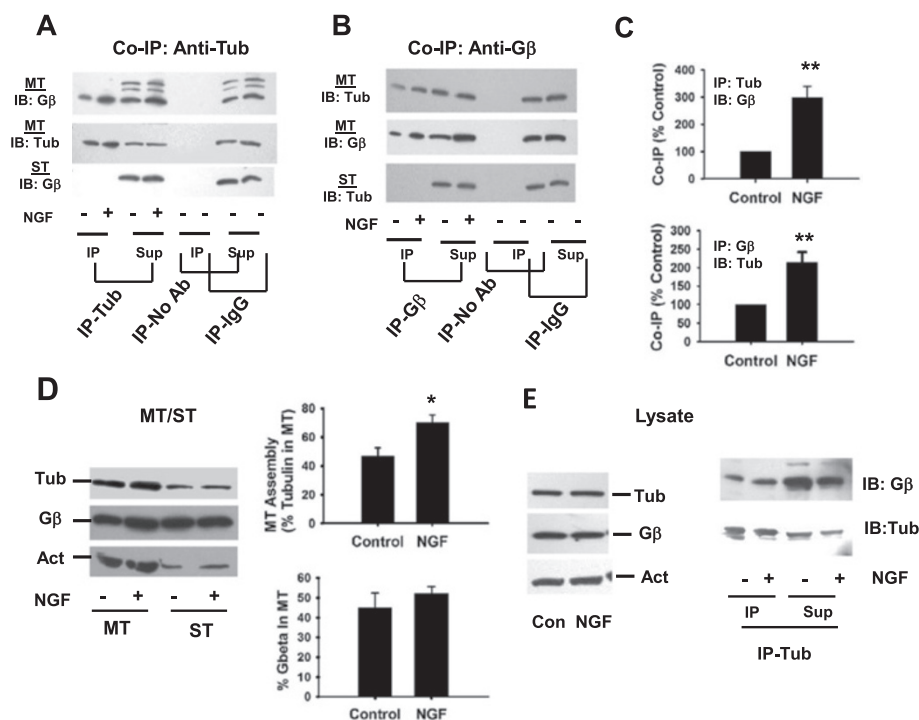 A
Co-IP: Anti-Tub
MT
IB: Gβ
MT
IB: Tub
ST
IB: Gβ
NGF - + - + - - - -
IP Sup IP Sup
IP-Tub
IP-No Ab
IP-IgG
B
Co-IP: Anti-Gβ
MT
IB: Tub
MT
IB: Gβ
ST
IB: Tub
NGF - + - + - - - -
IP Sup IP Sup
IP-Gβ
IP-No Ab
IP-IgG
C
Co-IP (% Control)
400
300
200
100
0
IP: Tub
IB: Gβ
**
Control NGF
Co-IP (% Control)
300
250
200
150
100
50
0
IP: Gβ
IB: Tub
**
Control NGF
D
MT/ST
Tub
Gβ
Act
NGF - + - +
MT ST
MT Assembly
(% Tubulin in MT)
80
60
40
20
0
*
Control NGF
% Gbeta In MT
60
50
40
30
20
10
0
Control NGF
E
Lysate
Tub
Gβ
Act
Con NGF
IB: Gβ
IB:Tub
- + - + NGF
IP Sup
IP-Tub